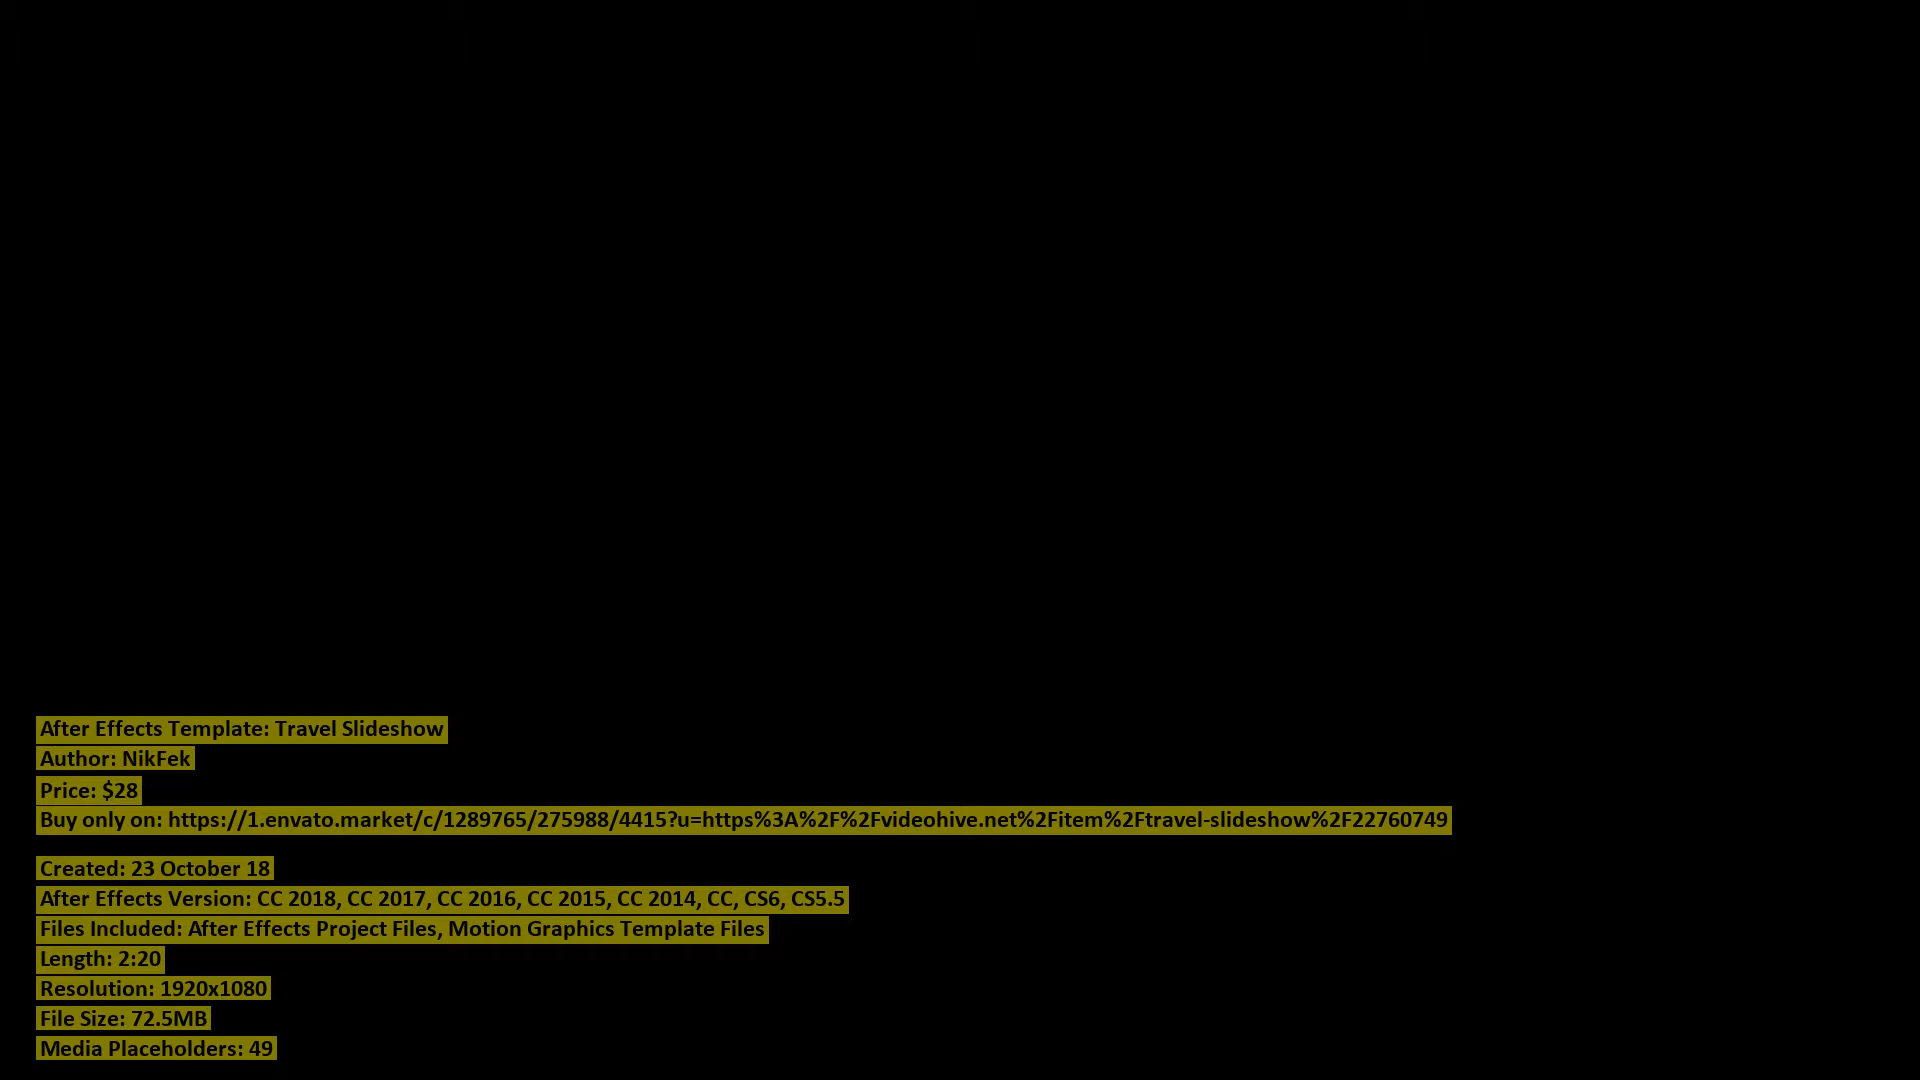 After Effects Template: Travel Slideshow
Author: NikFek
Price: $28
Buy only on: https://1.envato.market/c/1289765/275988/4415?u=https%3A%2F%2Fvideohive.net%2Fitem%2Ftravel-slideshow%2F22760749
Created: 23 October 18
After Effects Version: CC 2018, CC 2017, CC 2016, CC 2015, CC 2014, CC, CS6, CS5.5
Files Included: After Effects Project Files, Motion Graphics Template Files
Length: 2:20
Resolution: 1920x1080
File Size: 72.5MB
Media Placeholders: 49